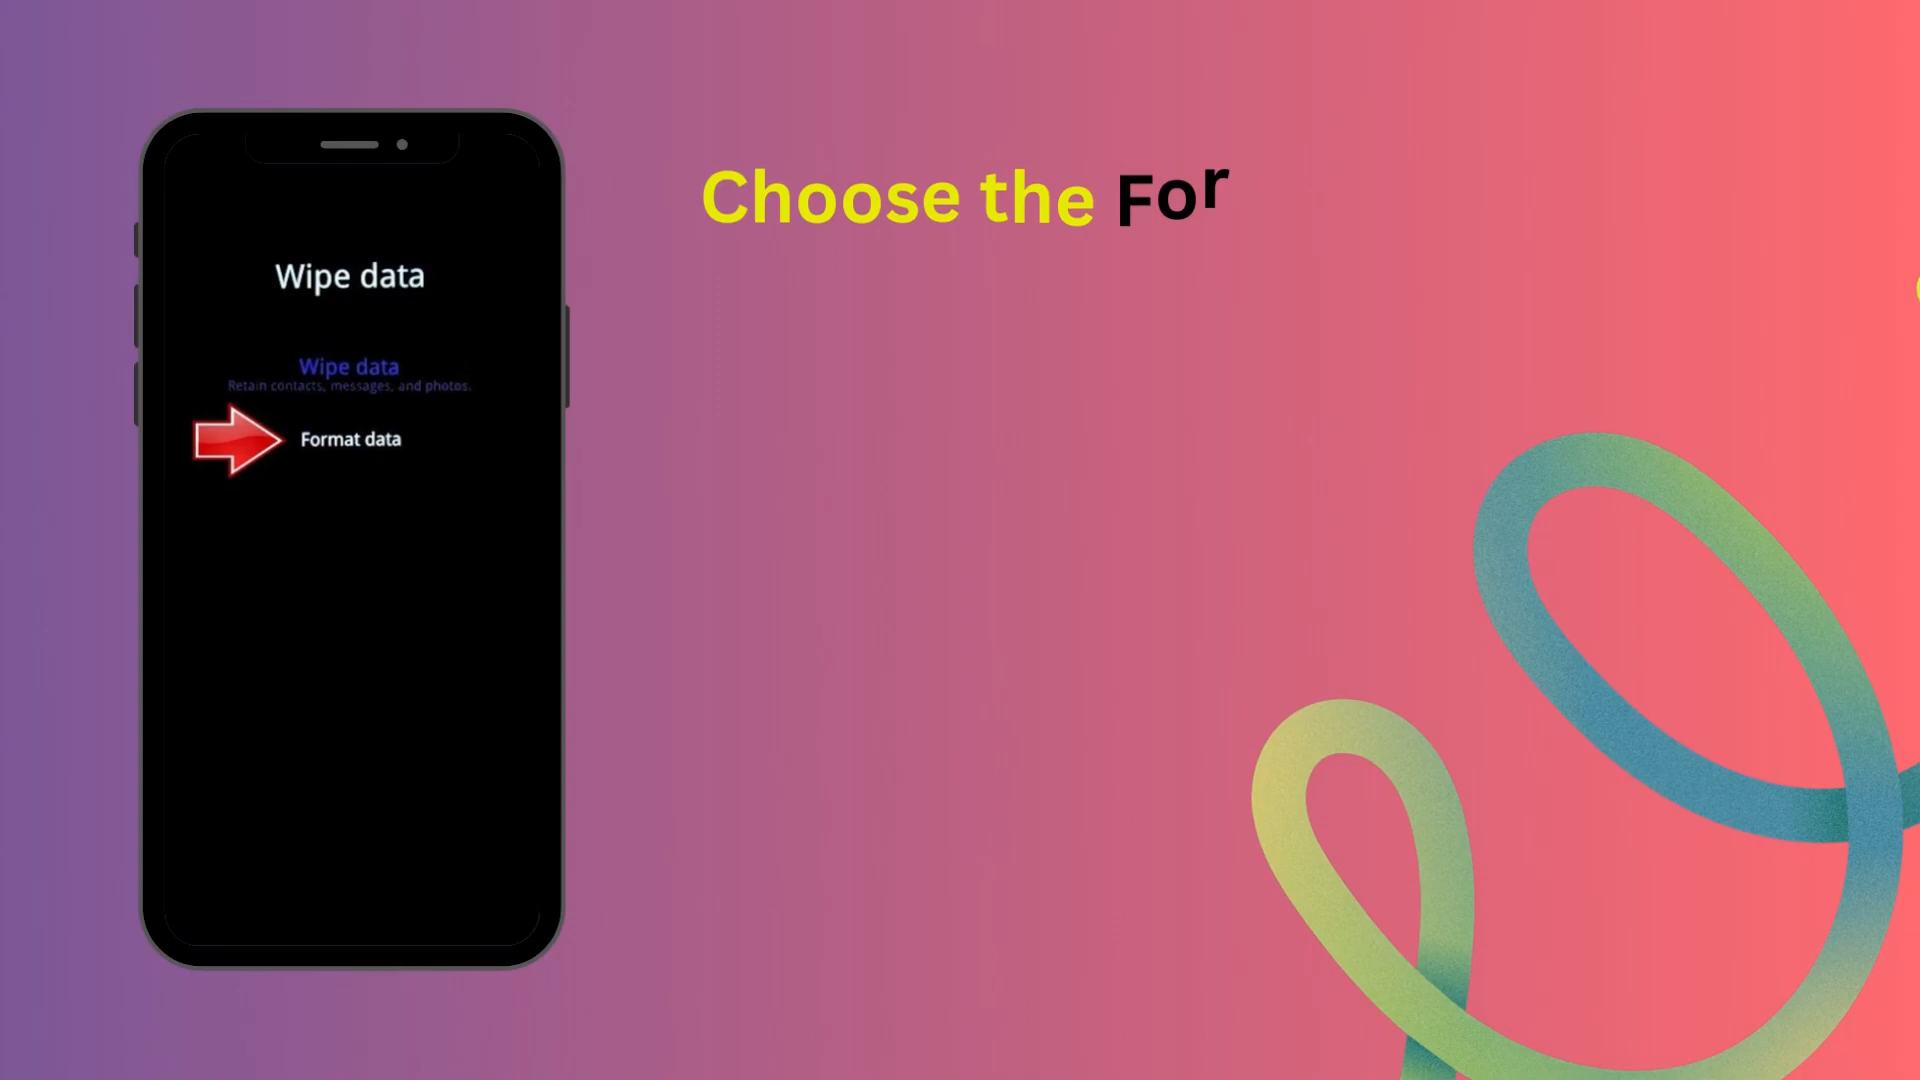 Choose the For
Wipe data
Wipe data
Retain contacts, messages, and photos.
Format data